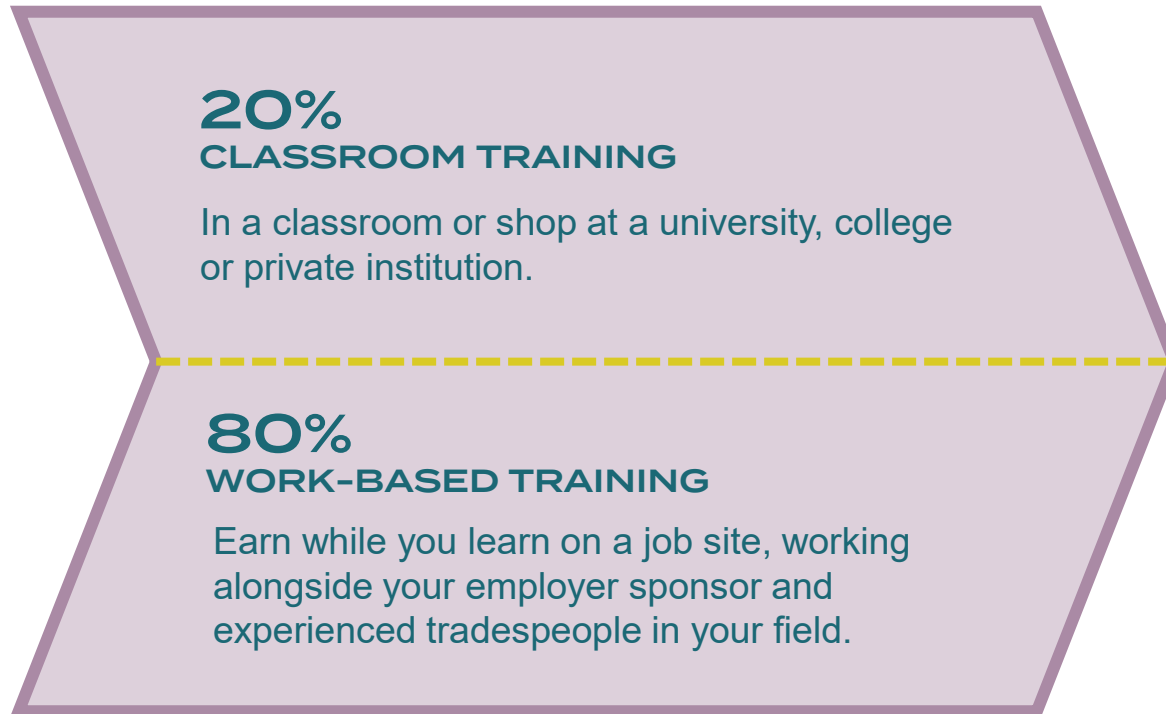 20%
CLASSROOM TRAINING
In a classroom or shop at a university, college
or private institution.
80%
WORK-BASED TRAINING
Earn while you learn on a job site, working
alongside your employer sponsor and
experienced tradespeople in your field.